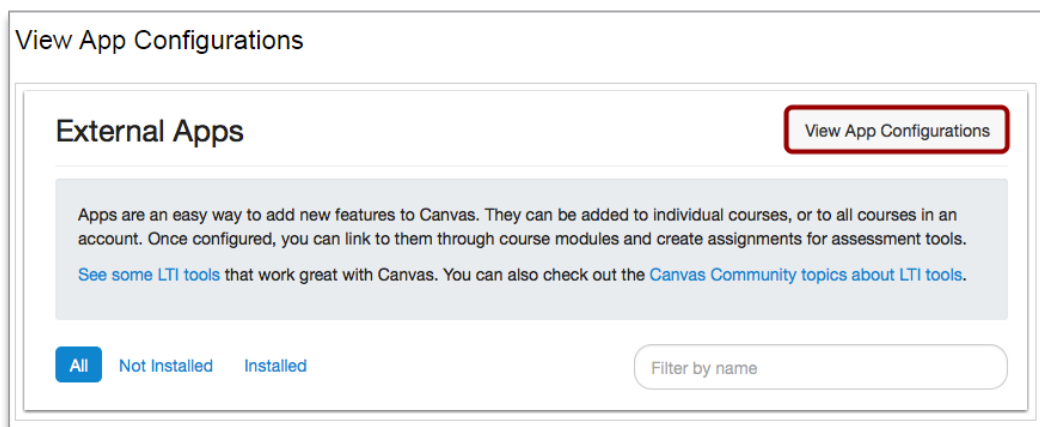 View App Configurations
External Apps
View App Configurations
Apps are an easy way to add new features to Canvas. They can be added to individual courses, or to all courses in an
account. Once configured, you can link to them through course modules and create assignments for assessment tools.
See some LTI tools that work great with Canvas. You can also check out the Canvas Community topics about LTI tools.
All Not Installed Installed Filter by name